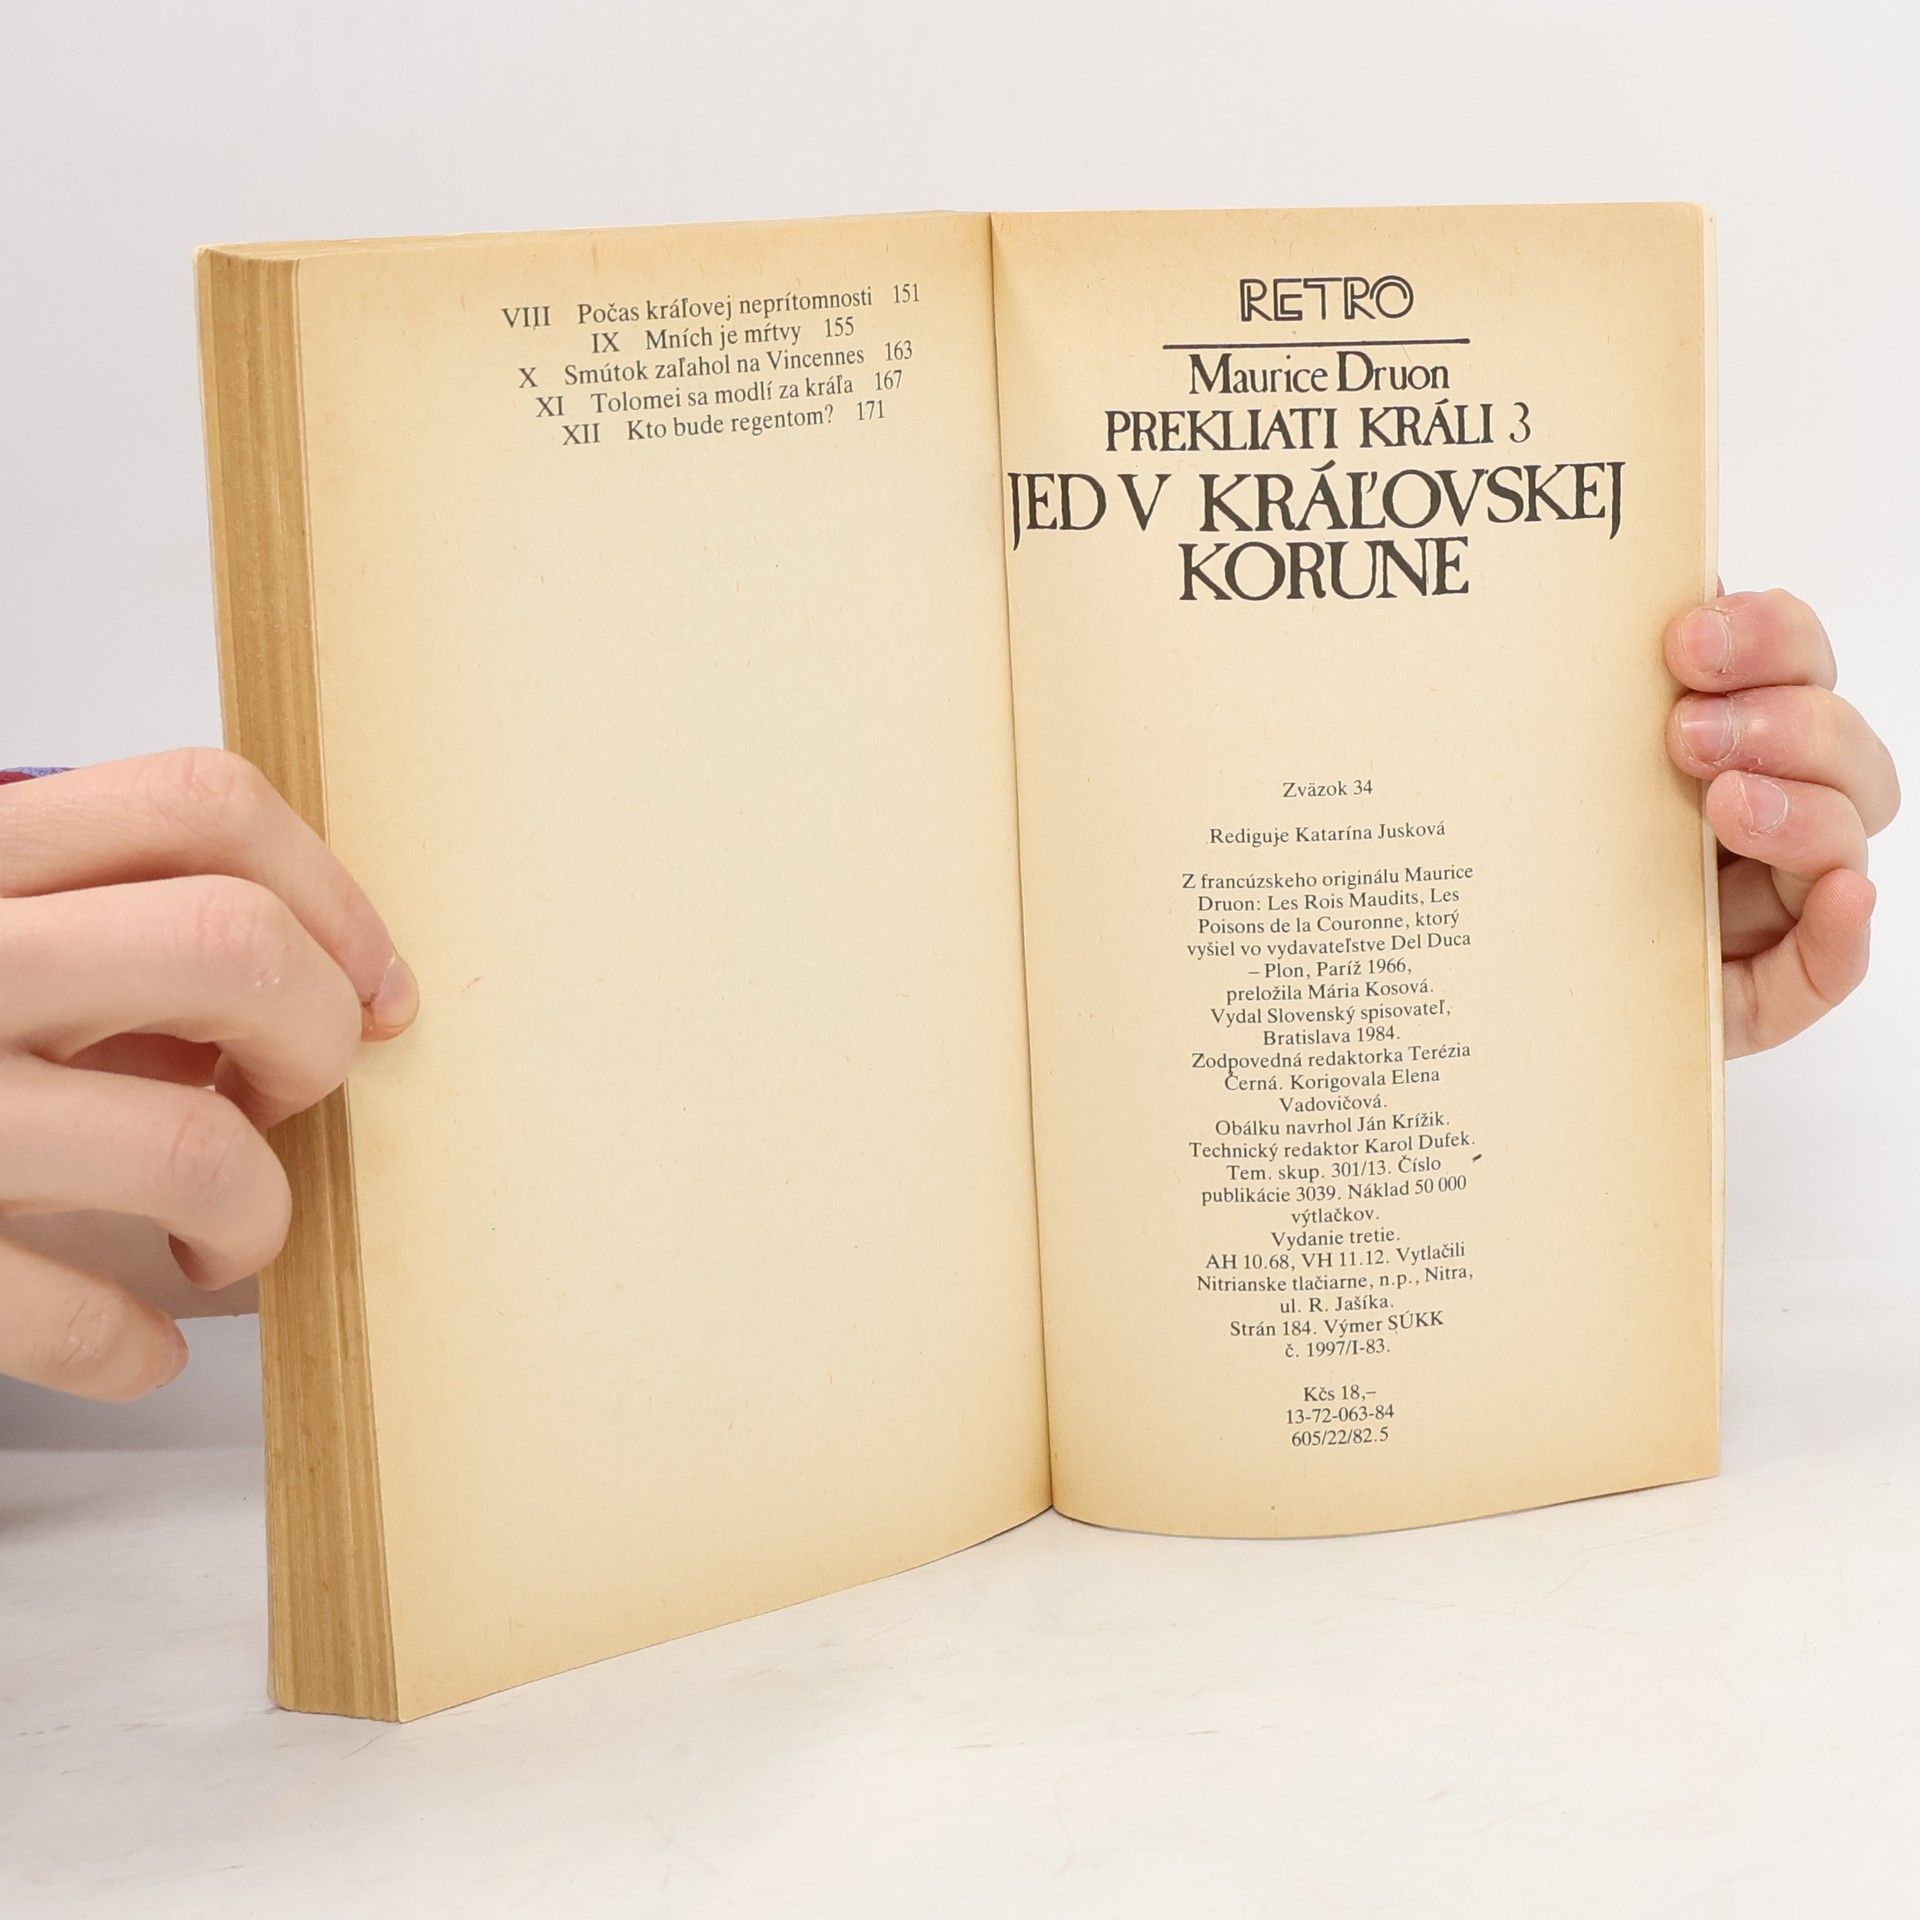 VIII Počas kráľovej neprítomnosti 151
IX Mních je mŕtvy 155
X Smútok zaľahol na Vincennes 163
XI Tolomei sa modlí za kráľa 167
XII Kto bude regentom? 171
RETRO
Maurice Druon
PREKLIATI KRÁLI 3
JED V KRÁĽOVSKEJ
KORUNE
Zväzok 34
Rediguje Katarína Jusková
Z francúzskeho originálu Maurice
Druon: Les Rois Maudits, Les
Poisons de la Couronne, ktorý
vyšiel vo vydavateľstve Del Duca
– Plon, Paríž 1966,
preložila Mária Kosová.
Vydal Slovenský spisovateľ,
Bratislava 1984.
Zodpovedná redaktorka Terézia
Černá. Korigovala Elena
Vadovičová.
Obálku navrhol Ján Krížik.
Technický redaktor Karol Dufek.
Tem. skup. 301/13. Číslo
publikácie 3039. Náklad 50 000
výtlačkov.
Vydanie tretie.
AH 10.68, VH 11.12. Vytlačili
Nitrianske tlačiarne, n.p., Nitra,
ul. R. Jašíka.
Strán 184. Výmer SÚKK
č. 1997/I-83.
Kčs 18,–
13-72-063-84
605/22/82.5